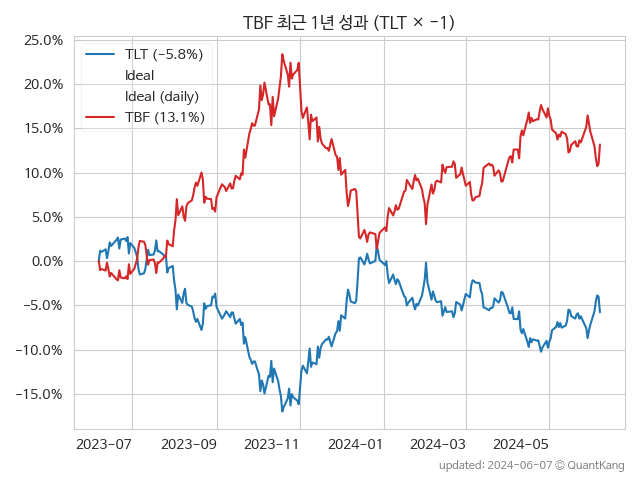 TBF 최근 1년 성과 (TLT × -1)
25.0%
20.0%
15.0%
10.0%
5.0%
0.0%
−5.0%
−10.0%
−15.0%
TLT (-5.8%)
Ideal
Ideal (daily)
TBF (13.1%)
2023-07
2023-09
2023-11
2024-01
2024-03
2024-05
updated: 2024-06-07 © QuantKang